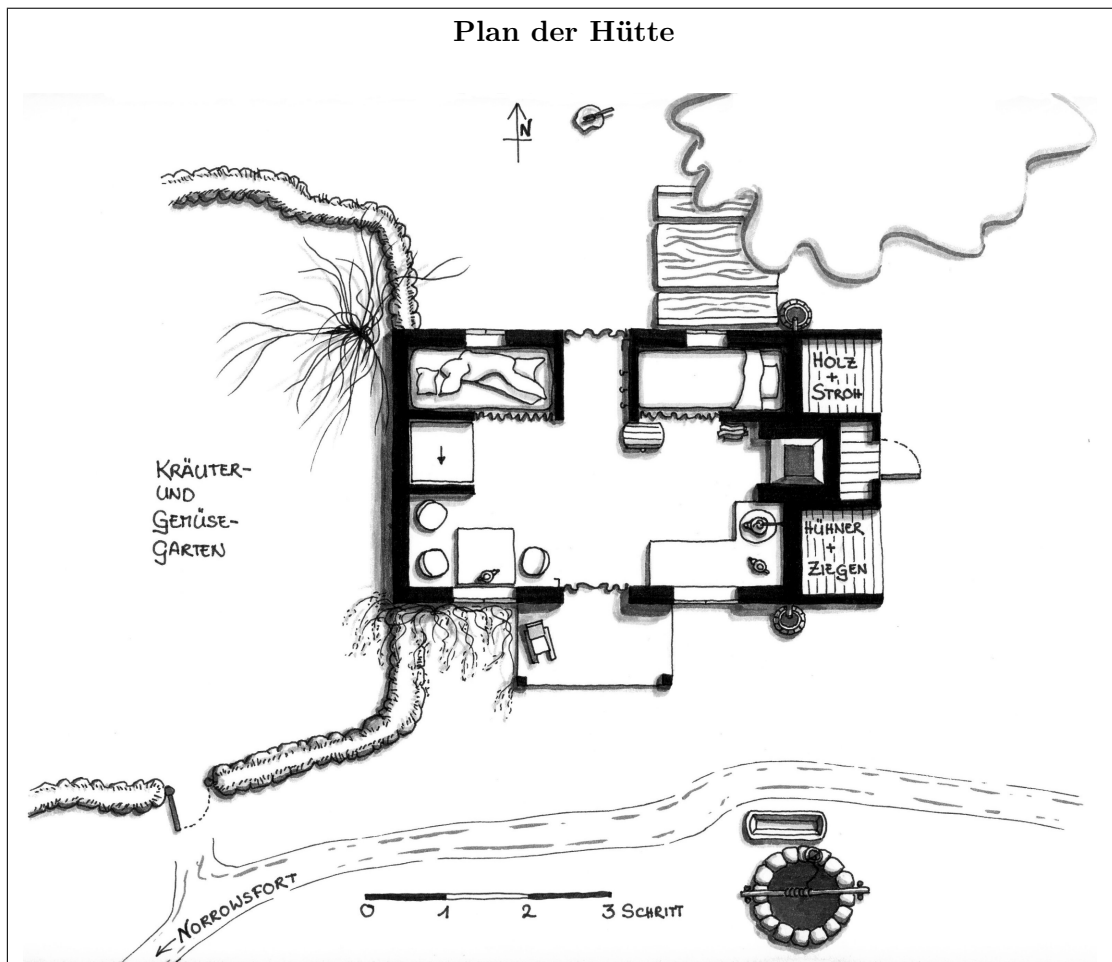 Plan der Hütte
N
HOLZ
+
STROH
KRÄUTER-
UND
GEMÜSE-
GARTEN
HÜHNER
+
ZIEGEN
NORROWSFORT
0 1 2 3 SCHRITT